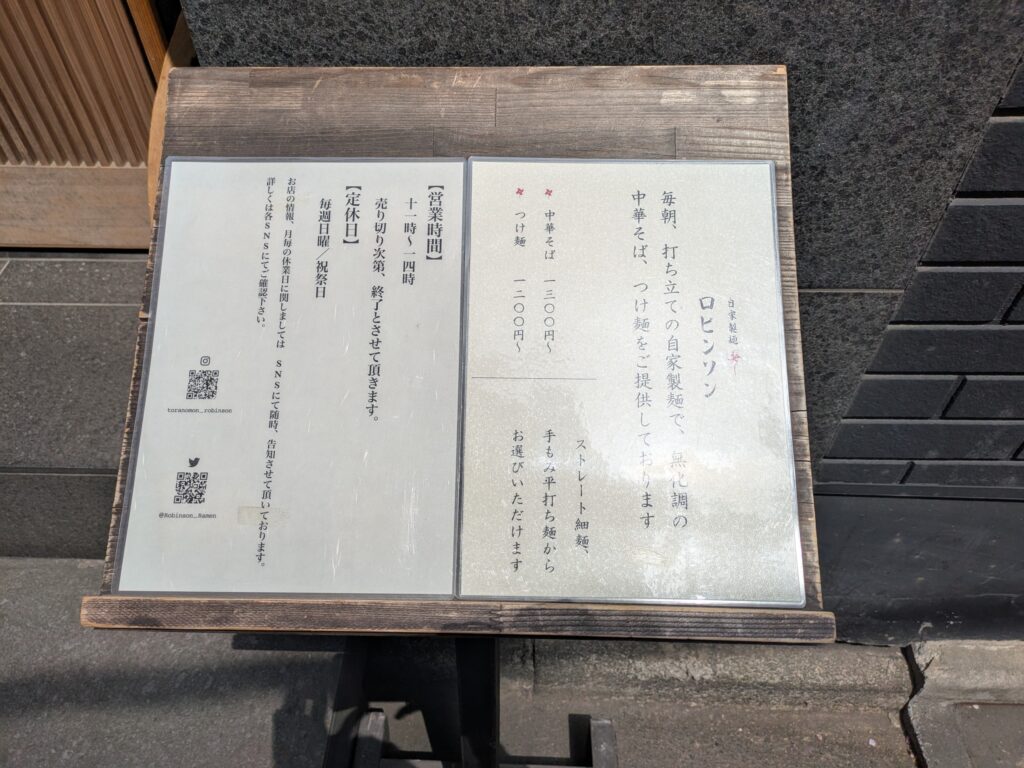 自家製麺
ロビンソン
毎朝、打ち立ての自家製麺で、無化調の
中華そば、つけ麺をご提供しております
中華そば 一三〇〇円～
つけ麺 一二〇〇円～
ストレート細麺、
手もみ平打ち麺から
お選びいただけます
【営業時間】
十一時～一四時
売り切り次第、終了とさせて頂きます。
【定休日】
毎週日曜／祝祭日
お店の情報、月毎の休業日に関しましては SNSにて随時、告知させて頂いております。
詳しくは各SNSにてご確認下さい。
toranomon_robinson
@Robinson_Ramen